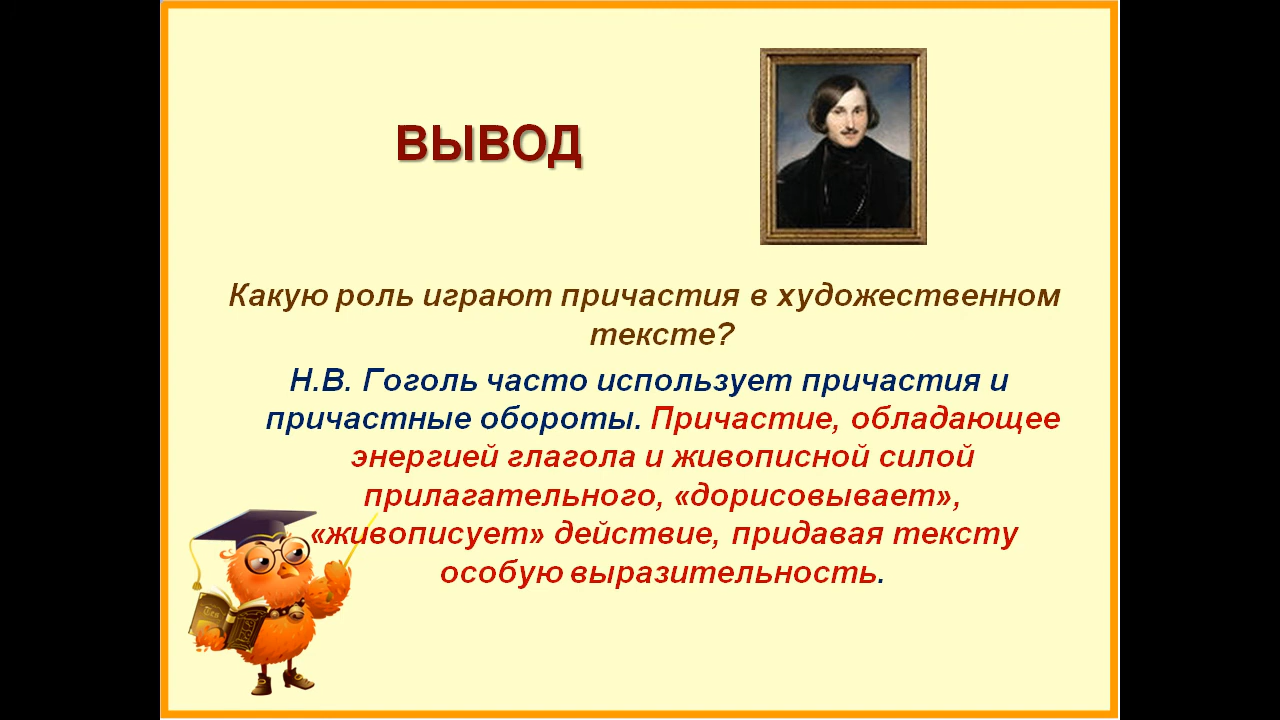 ВЫВОД
Какую роль играют причастия в художественном
тексте?
Н.В. Гоголь часто использует причастия и
причастные обороты. Причастие, обладающее
энергией глагола и живописной силой
прилагательного, «дорисовывает»,
«живописует» действие, придавая тексту
особую выразительность.